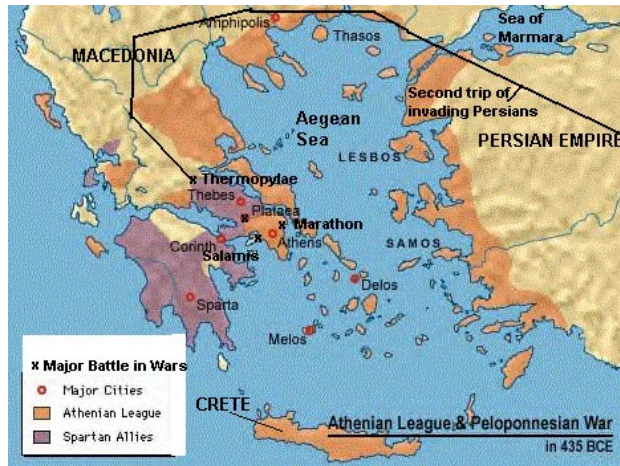 Amphipolis
Sea of
Marmara
Thasos
MACEDONIA
Second trip of
invading Persians
Aegean
Sea
PERSIAN EMPIRE
LESBOS
Thermopylae
Thebes
Plataea
Marathon
Athens
Corinth
Salamis
SAMOS
Delos
Sparta
Melos
x Major Battle in Wars
Major Cities
Athenian League
Spartan Allies
CRETE
Athenian League & Peloponnesian War
in 435 BCE